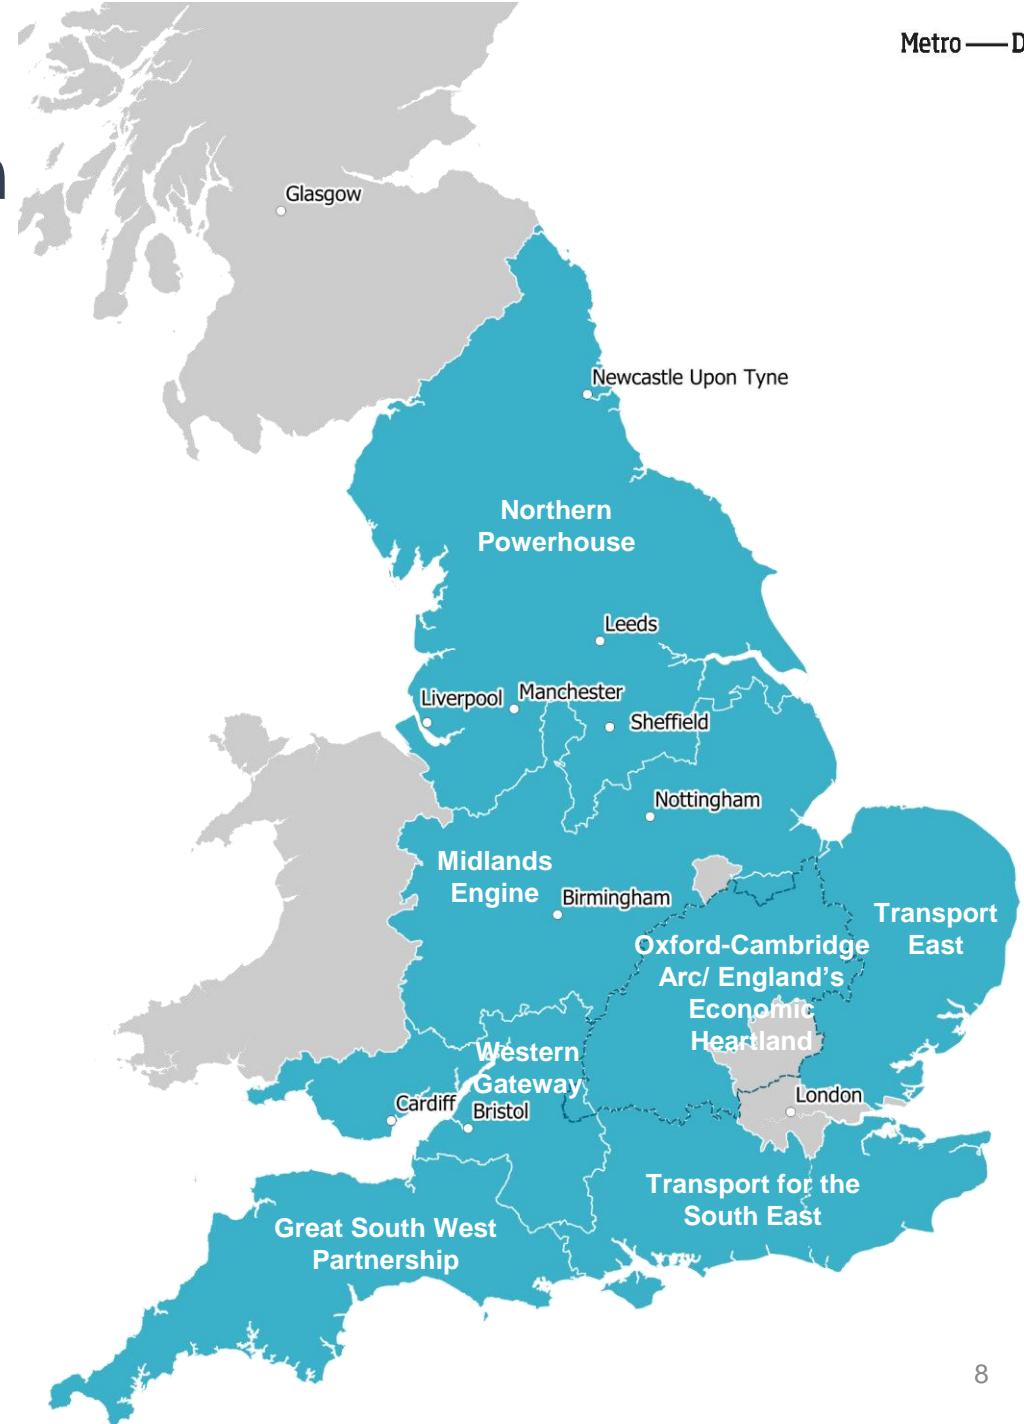 Metro — D
n
Glasgow
Newcastle Upon Tyne
Northern
Powerhouse
Leeds
Liverpool
Manchester
Sheffield
Nottingham
Midlands
Engine
Birmingham
Transport
East
Oxford-Cambridge
Arc/ England’s
Economic
Heartland
Western
Gateway
Cardiff
Bristol
London
Transport for the
South East
Great South West
Partnership
8